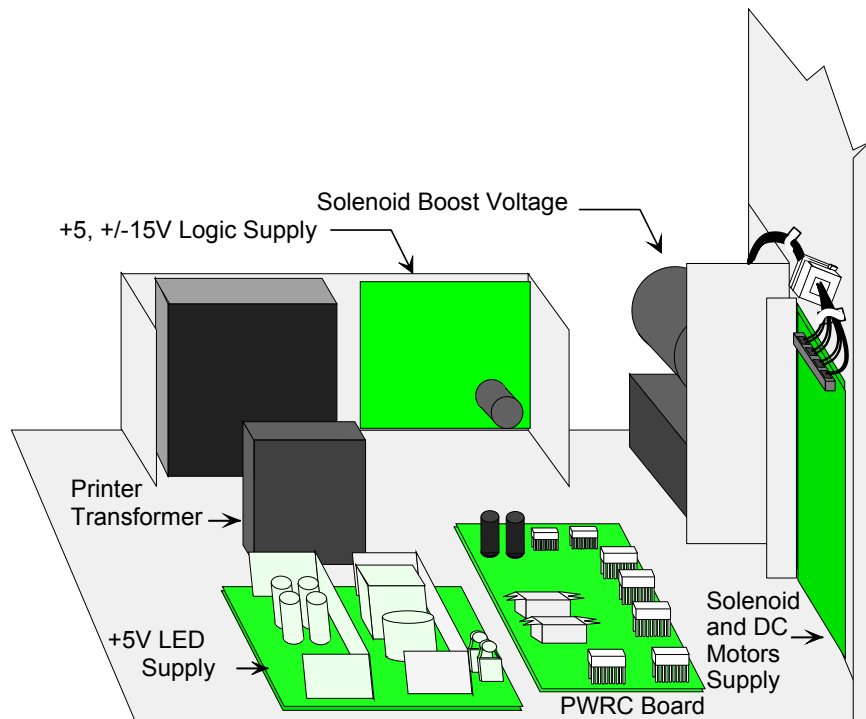 Solenoid Boost Voltage
+5, +/-15V Logic Supply
Printer
Transformer
+5V LED
Supply
Solenoid
and DC
Motors
Supply
PWRC Board